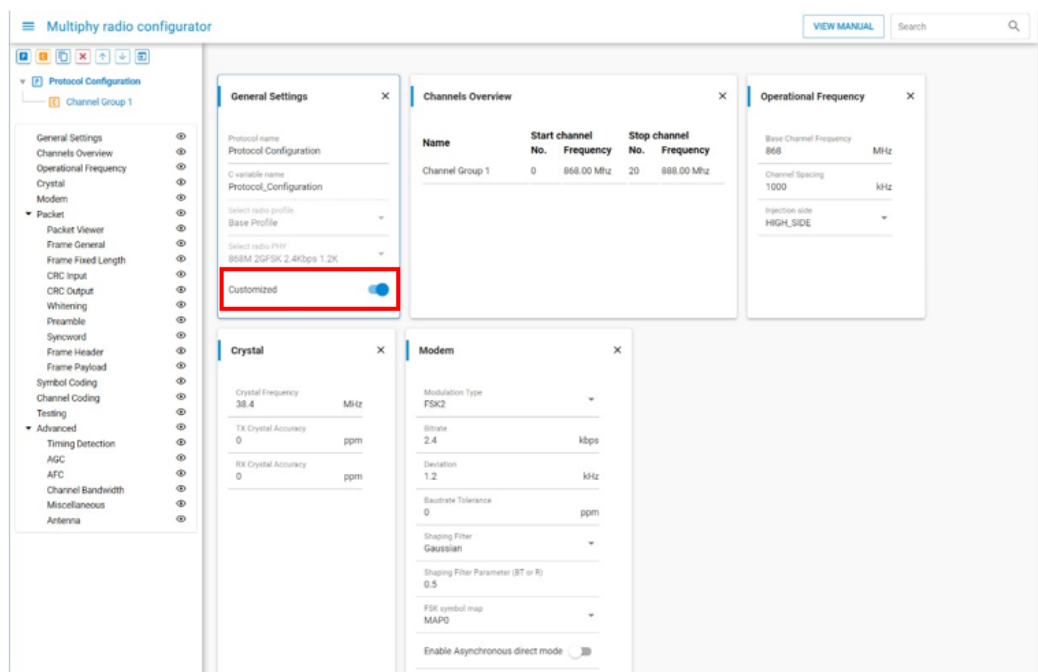 Multiphy radio configurator
VIEW MANUAL
Search
Protocol Configuration
Channel Group 1
General Settings
Channels Overview
Operational Frequency
Crystal
Modem
Packet
Packet Viewer
Frame General
Frame Fixed Length
CRC Input
CRC Output
Whitening
Preamble
Syncword
Frame Header
Frame Payload
Symbol Coding
Channel Coding
Testing
Advanced
Timing Detection
AGC
AFC
Channel Bandwidth
Miscellaneous
Antenna
General Settings
Protocol name
Protocol Configuration
C variable name
Protocol_Configuration
Select radio profile
Base Profile
Select radio PHY
868M 2GFSK 2.4Kbps 1.2K
Customized
Channels Overview
Name Start channel Stop channel
No. Frequency No. Frequency
Channel Group 1 0 868.00 Mhz 20 888.00 Mhz
Operational Frequency
Base Channel Frequency
868 MHz
Channel Spacing
1000 kHz
Injection side
HIGH_SIDE
Crystal
Crystal Frequency
38.4 MHz
TX Crystal Accuracy
0 ppm
RX Crystal Accuracy
0 ppm
Modem
Modulation Type
FSK2
Bitrate
2.4 kbps
Deviation
1.2 kHz
Baudrate Tolerance
0 ppm
Shaping Filter
Gaussian
Shaping Filter Parameter (BT or R)
0.5
FSK symbol map
MAP0
Enable Asynchronous direct mode